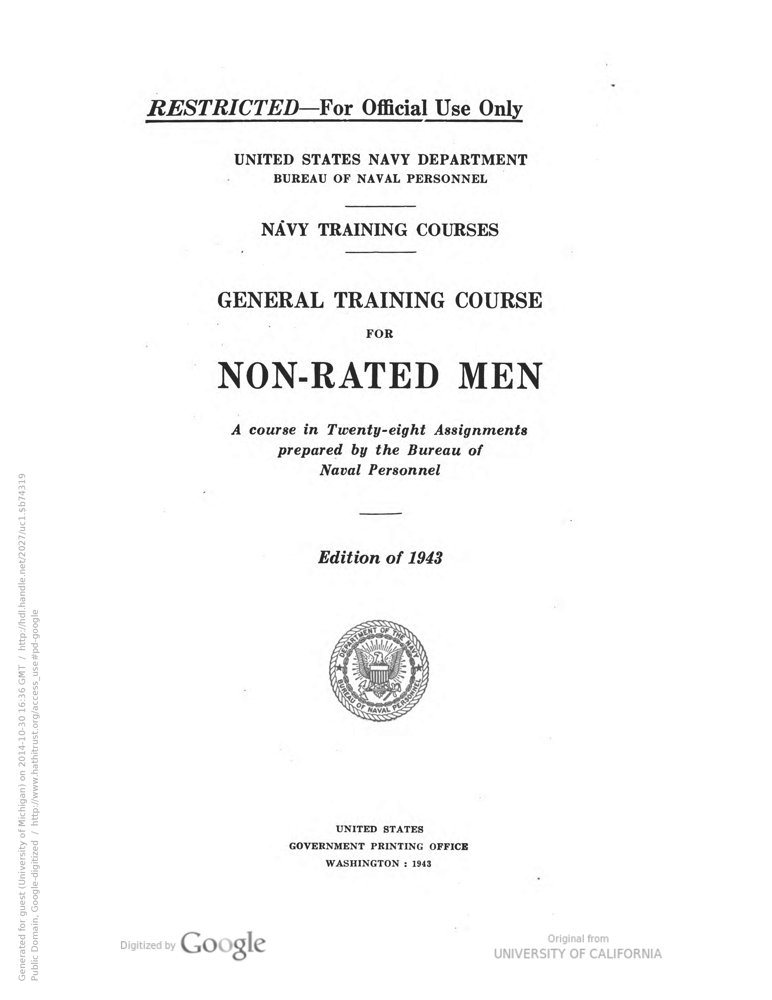 RESTRICTED—For Official Use Only
UNITED STATES NAVY DEPARTMENT
BUREAU OF NAVAL PERSONNEL
NAVY TRAINING COURSES
GENERAL TRAINING COURSE
FOR
NON-RATED MEN
A course in Twenty-eight Assignments
prepared by the Bureau of
Naval Personnel
Edition of 1943
DEPARTMENT OF THE NAVY
BUREAU OF NAVAL PERSONNEL
UNITED STATES
GOVERNMENT PRINTING OFFICE
WASHINGTON : 1943
Generated for guest (University of Michigan) on 2014-10-30 16:36 GMT / http://hdl.handle.net/2027/uc1.$b74319
Public Domain, Google-digitized / http://www.hathitrust.org/access_use#pd-google
Digitized by Google
Original from
UNIVERSITY OF CALIFORNIA